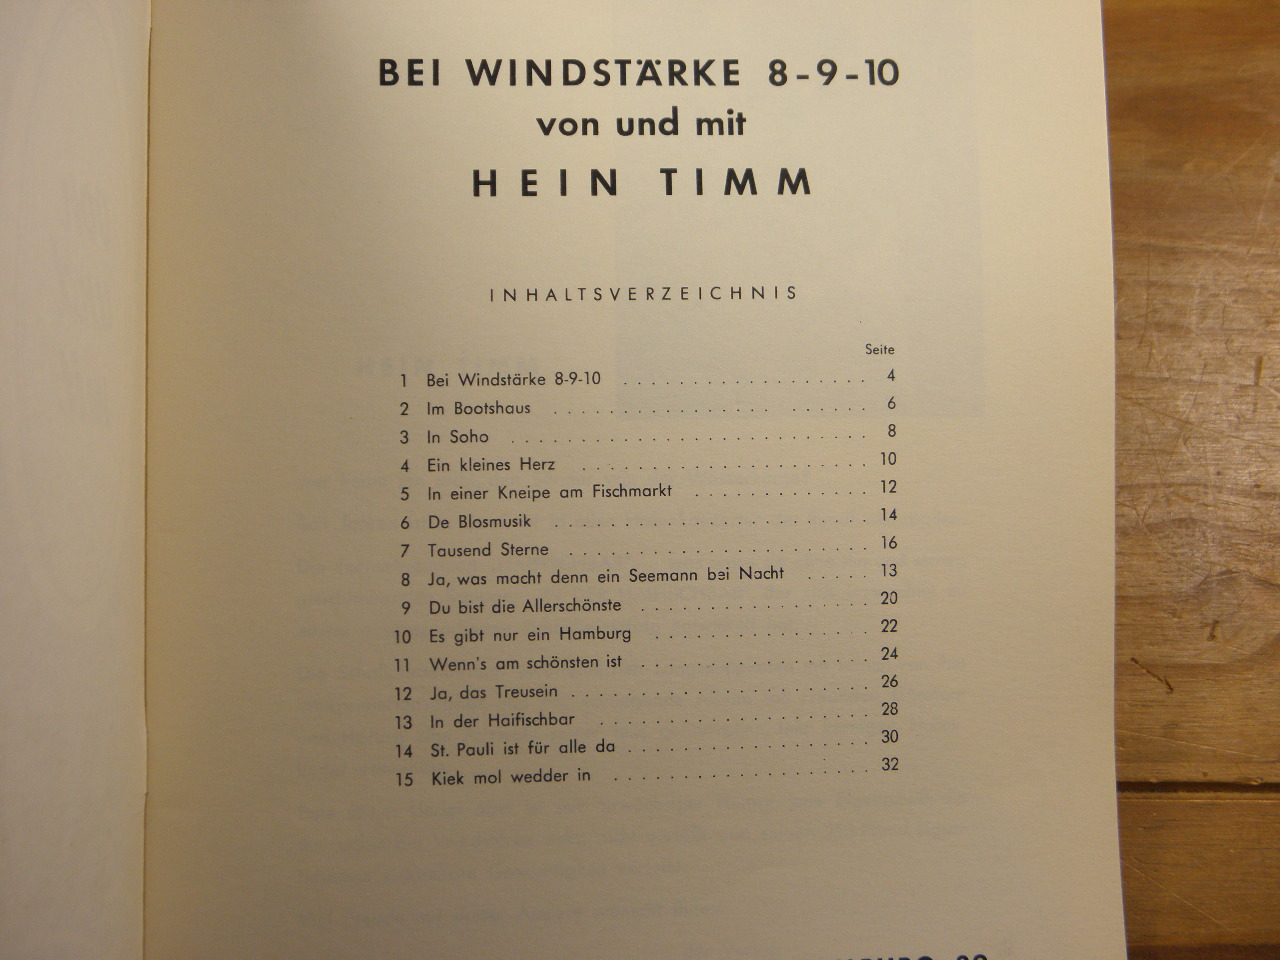 BEI WINDSTÄRKE 8-9-10
von und mit
HEIN TIMM
INHALTSVERZEICHNIS
Seite
1 Bei Windstärke 8-9-10 . . . . . . . . . . . . . . . . . . 4
2 Im Bootshaus . . . . . . . . . . . . . . . . . . . . . . 6
3 In Soho . . . . . . . . . . . . . . . . . . . . . . . . . . 8
4 Ein kleines Herz . . . . . . . . . . . . . . . . . . . . . 10
5 In einer Kneipe am Fischmarkt . . . . . . . . . . . . . 12
6 De Blosmusik . . . . . . . . . . . . . . . . . . . . . . . 14
7 Tausend Sterne . . . . . . . . . . . . . . . . . . . . . . 16
8 Ja, was macht denn ein Seemann bei Nacht . . . . . 13
9 Du bist die Allerschönste . . . . . . . . . . . . . . . . . 20
10 Es gibt nur ein Hamburg . . . . . . . . . . . . . . . . 22
11 Wenn's am schönsten ist . . . . . . . . . . . . . . . . . 24
12 Ja, das Treusein . . . . . . . . . . . . . . . . . . . . . . 26
13 In der Haifischbar . . . . . . . . . . . . . . . . . . . . 28
14 St. Pauli ist für alle da . . . . . . . . . . . . . . . . . . 30
15 Kiek mol wedder in . . . . . . . . . . . . . . . . . . . 32